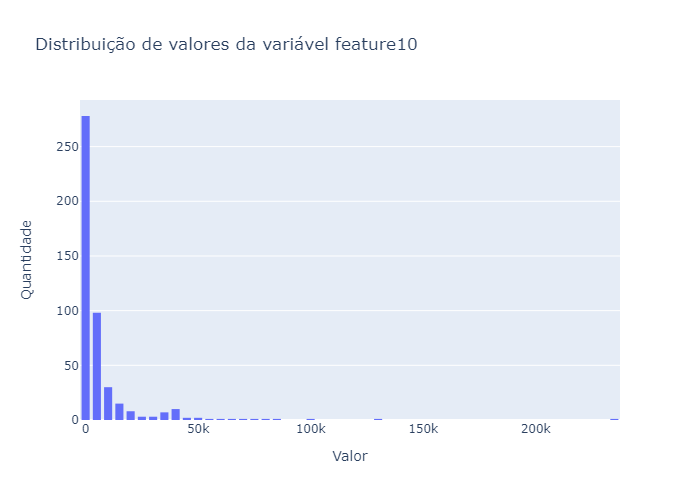 Distribuição de valores da variável feature10
Quantidade
250
200
150
100
50
0
0
50k
100k
150k
200k
Valor